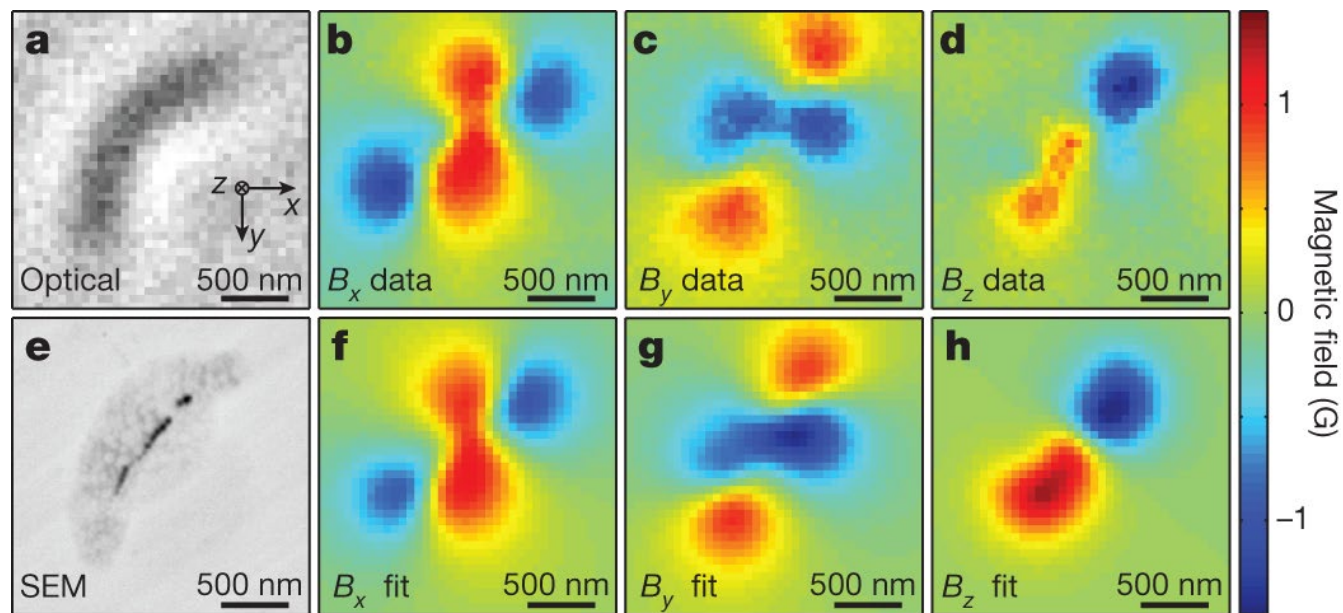 a
z
x
y
Optical
500 nm
b
Bx data
500 nm
c
By data
500 nm
d
Bz data
500 nm
e
SEM
500 nm
f
Bx fit
500 nm
g
By fit
500 nm
h
Bz fit
500 nm
1
0
−1
Magnetic field (G)